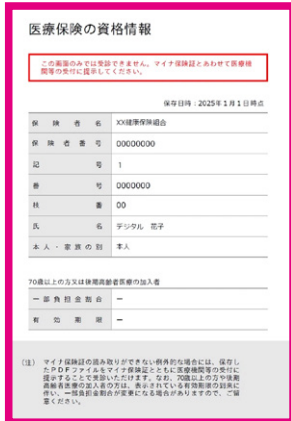 医療保険の資格情報
この画面のみでは受診できません。マイナ保険証とあわせて医療機
関等の受付に提示してください。
保存日時：2025年1月1日時点
保険者名 XX健康保険組合
保険者番号 00000000
記号 1
番号 0000000
枝番 00
氏名 デジタル 花子
本人・家族の別 本人
70歳以上の方又は後期高齢者医療の加入者
一部負担金割合 ー
有効期限 ー
(注) マイナ保険証の読み取りができない例外的な場合には、保存し
たPDFファイルをマイナ保険証とともに医療機関等の受付に
提示することで受診いただけます。なお、70歳以上の方や後期
高齢者医療の加入者の方は、表示されている有効期限の到来に
伴い、一部負担金割合が変更になる場合がありますので、ご留
意ください。